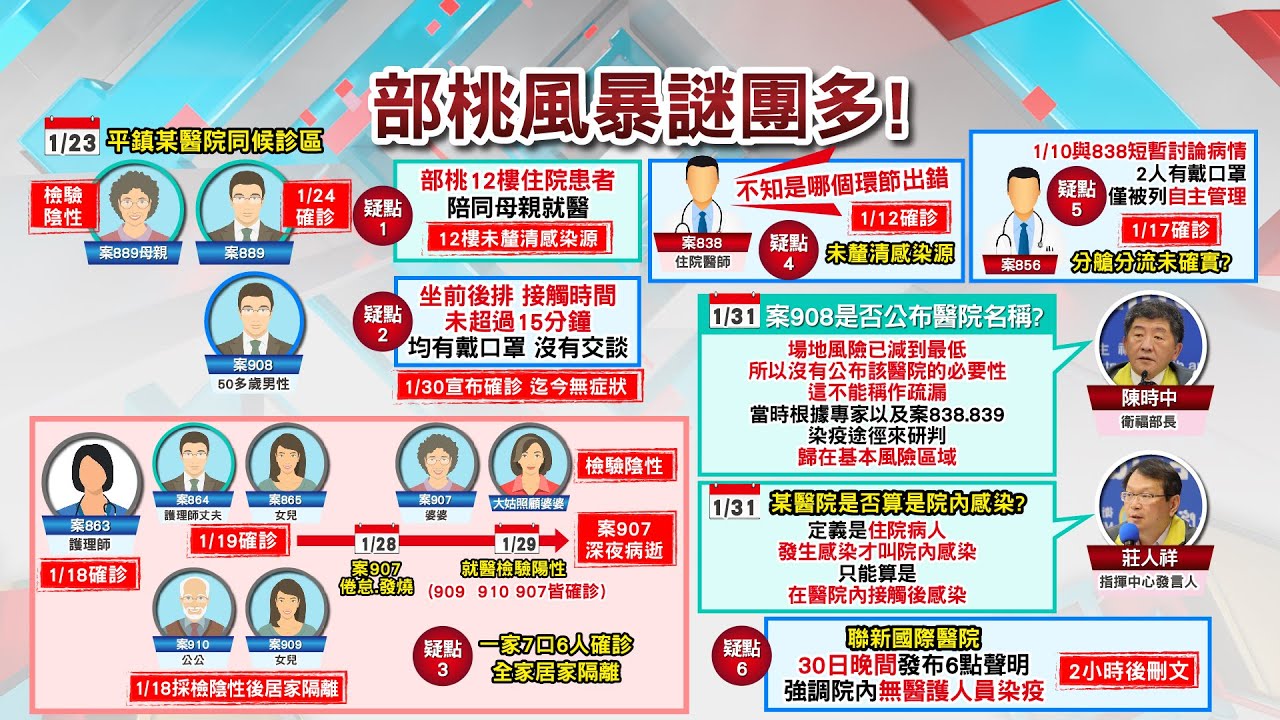 部桃風暴謎團多!
1/23 平鎮某醫院同候診區
檢驗
陰性
案889母親
案889
1/24
確診
疑點
1
部桃12樓住院患者
陪同母親就醫
12樓未釐清感染源
案908
50多歲男性
疑點
2
坐前後排 接觸時間
未超過15分鐘
均有戴口罩 沒有交談
1/30宣布確診 迄今無症狀
案838
住院醫師
不知是哪個環節出錯
1/12確診
疑點
4
未釐清感染源
案856
疑點
5
1/10與838短暫討論病情
2人有戴口罩
僅被列自主管理
1/17確診
分艙分流未確實?
1/31 案908是否公布醫院名稱?
場地風險已減到最低
所以沒有公布該醫院的必要性
這不能稱作疏漏
當時根據專家以及案838.839
染疫途徑來研判
歸在基本風險區域
陳時中
衛福部長
1/31 某醫院是否算是院內感染?
定義是住院病人
發生感染才叫院內感染
只能算是
在醫院內接觸後感染
莊人祥
指揮中心發言人
案863
護理師
1/18確診
案864
護理師丈夫
案865
女兒
1/19確診
案907
婆婆
大姑照顧婆婆
檢驗陰性
1/28
案907
倦怠.發燒
1/29
就醫檢驗陽性
(909 910 907皆確診)
案907
深夜病逝
案910
公公
案909
女兒
1/18採檢陰性後居家隔離
疑點
3
一家7口6人確診
全家居家隔離
疑點
6
聯新國際醫院
30日晚間發布6點聲明
強調院內無醫護人員染疫
2小時後刪文